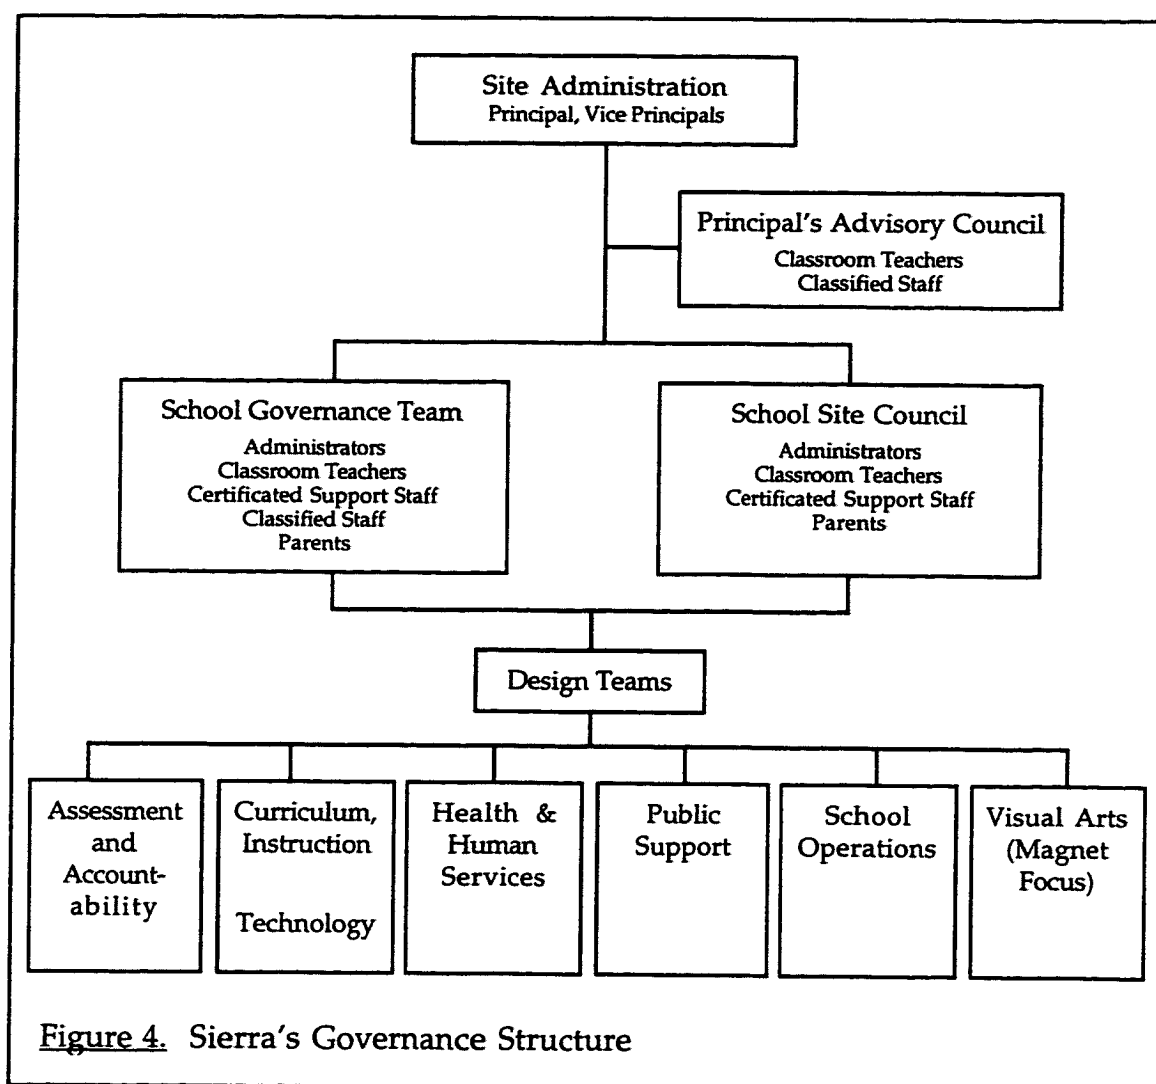 Site Administration
Principal, Vice Principals
Principal's Advisory Council
Classroom Teachers
Classified Staff
School Governance Team
Administrators
Classroom Teachers
Certificated Support Staff
Classified Staff
Parents
School Site Council
Administrators
Classroom Teachers
Certificated Support Staff
Parents
Design Teams
Assessment
and
Account-
ability
Curriculum,
Instruction
Technology
Health &
Human
Services
Public
Support
School
Operations
Visual Arts
(Magnet
Focus)
Figure 4. Sierra's Governance Structure